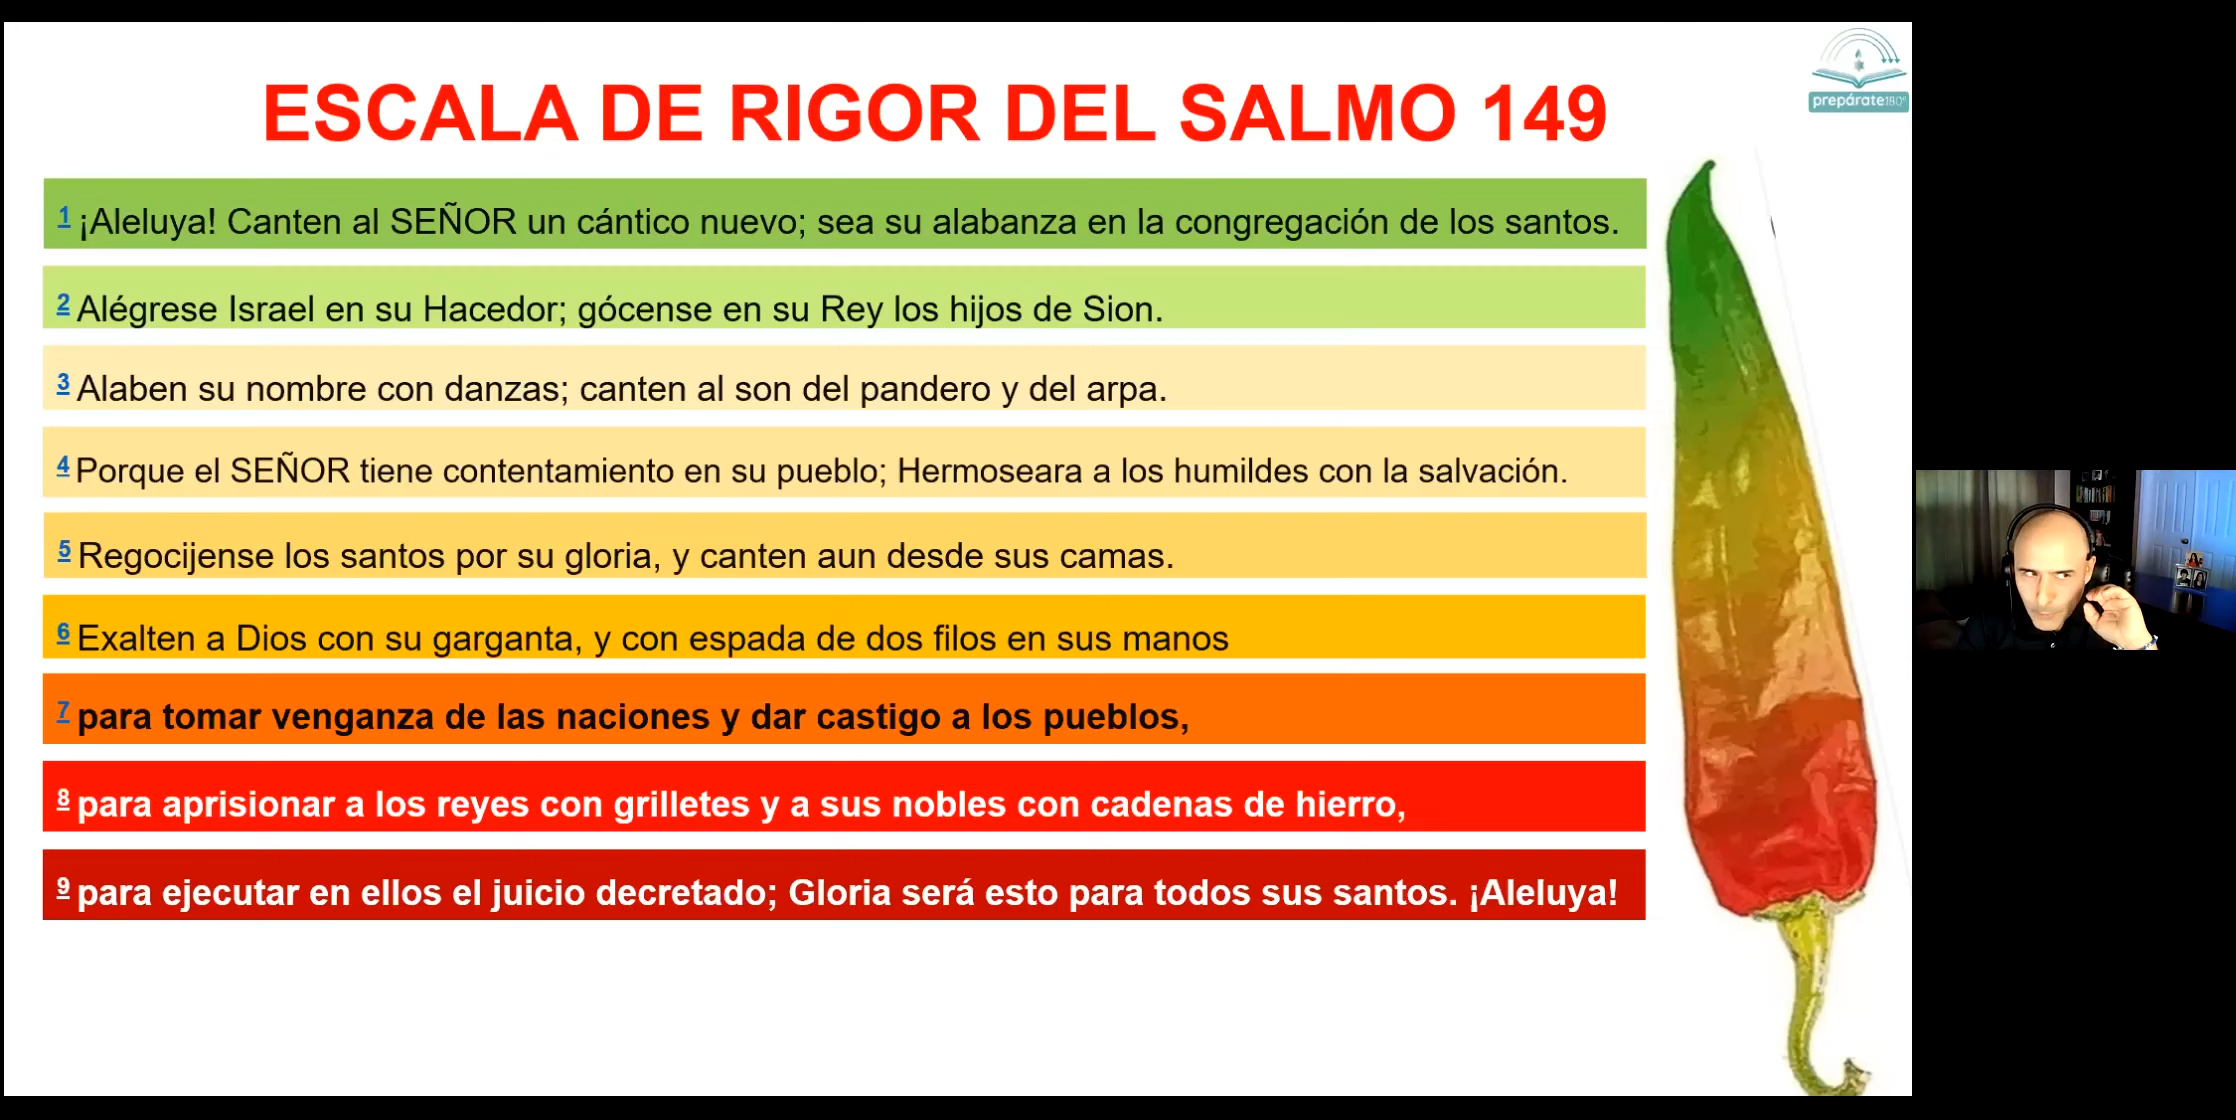 ESCALA DE RIGOR DEL SALMO 149
prepárate180°
1 ¡Aleluya! Canten al SEÑOR un cántico nuevo; sea su alabanza en la congregación de los santos.
2 Alégrese Israel en su Hacedor; gócense en su Rey los hijos de Sion.
3 Alaben su nombre con danzas; canten al son del pandero y del arpa.
4 Porque el SEÑOR tiene contentamiento en su pueblo; Hermoseara a los humildes con la salvación.
5 Regocijense los santos por su gloria, y canten aun desde sus camas.
6 Exalten a Dios con su garganta, y con espada de dos filos en sus manos
7 para tomar venganza de las naciones y dar castigo a los pueblos,
8 para aprisionar a los reyes con grilletes y a sus nobles con cadenas de hierro,
9 para ejecutar en ellos el juicio decretado; Gloria será esto para todos sus santos. ¡Aleluya!